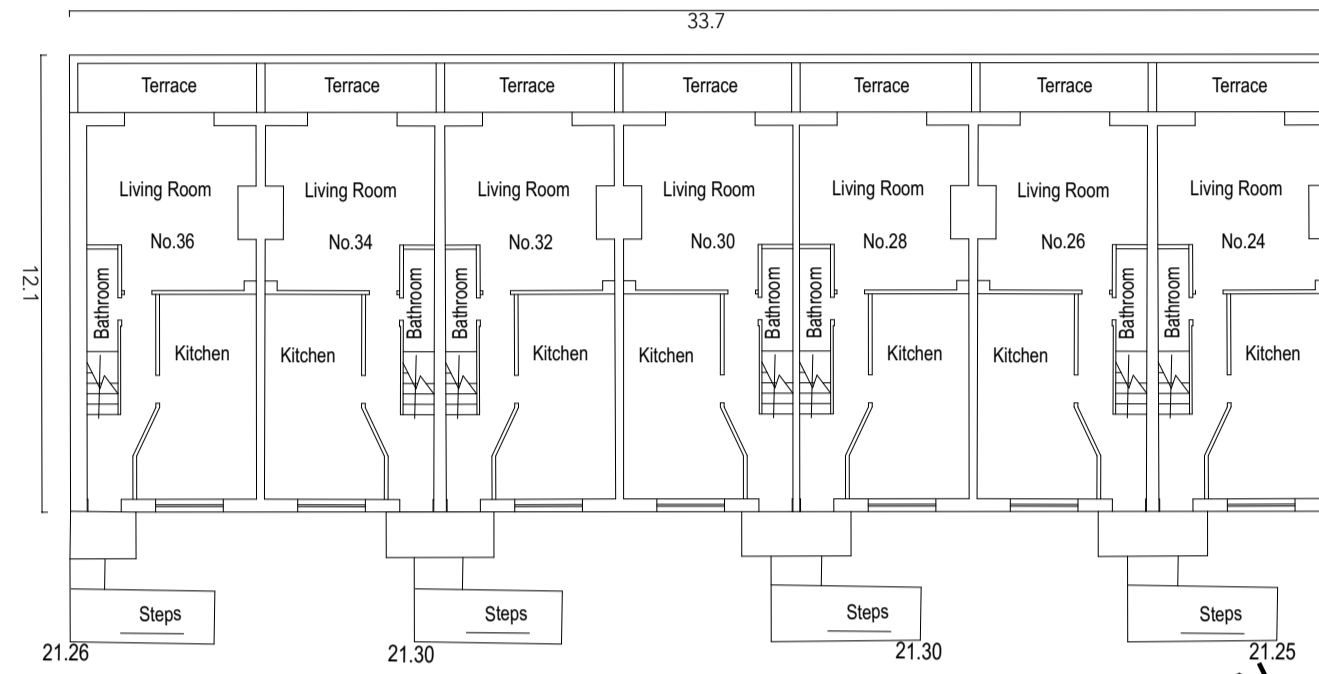 33.7
Terrace Terrace Terrace Terrace Terrace Terrace Terrace
Living Room Living Room Living Room Living Room Living Room Living Room Living Room
No.36 No.34 No.32 No.30 No.28 No.26 No.24
12.1
Bathroom Bathroom Bathroom Bathroom Bathroom Bathroom Bathroom
Kitchen Kitchen Kitchen Kitchen Kitchen Kitchen Kitchen
Steps Steps Steps Steps
21.26 21.30 21.30 21.25